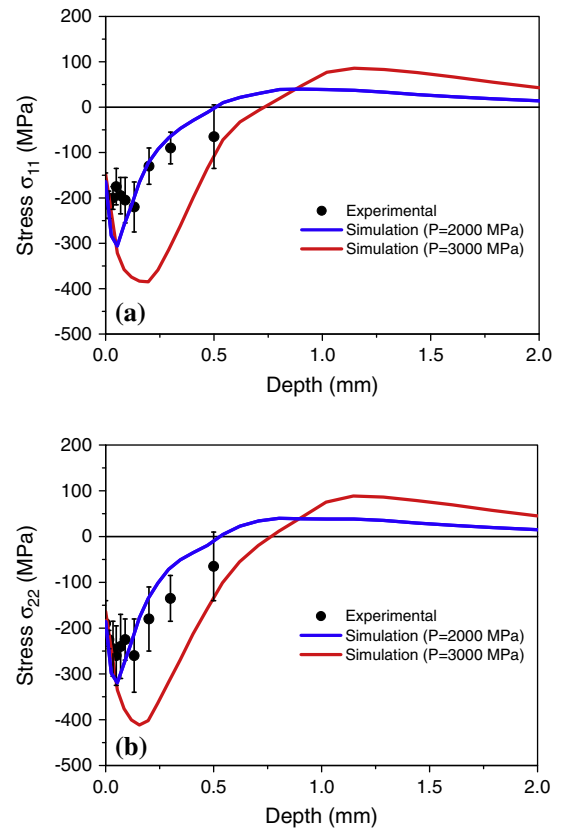 200
100
0
-100
-200
-300
-400
-500
Stress σ11 (MPa)
Experimental
Simulation (P=2000 MPa)
Simulation (P=3000 MPa)
(a)
0.0 0.5 1.0 1.5 2.0
Depth (mm)
200
100
0
-100
-200
-300
-400
-500
Stress σ22 (MPa)
Experimental
Simulation (P=2000 MPa)
Simulation (P=3000 MPa)
(b)
0.0 0.5 1.0 1.5 2.0
Depth (mm)